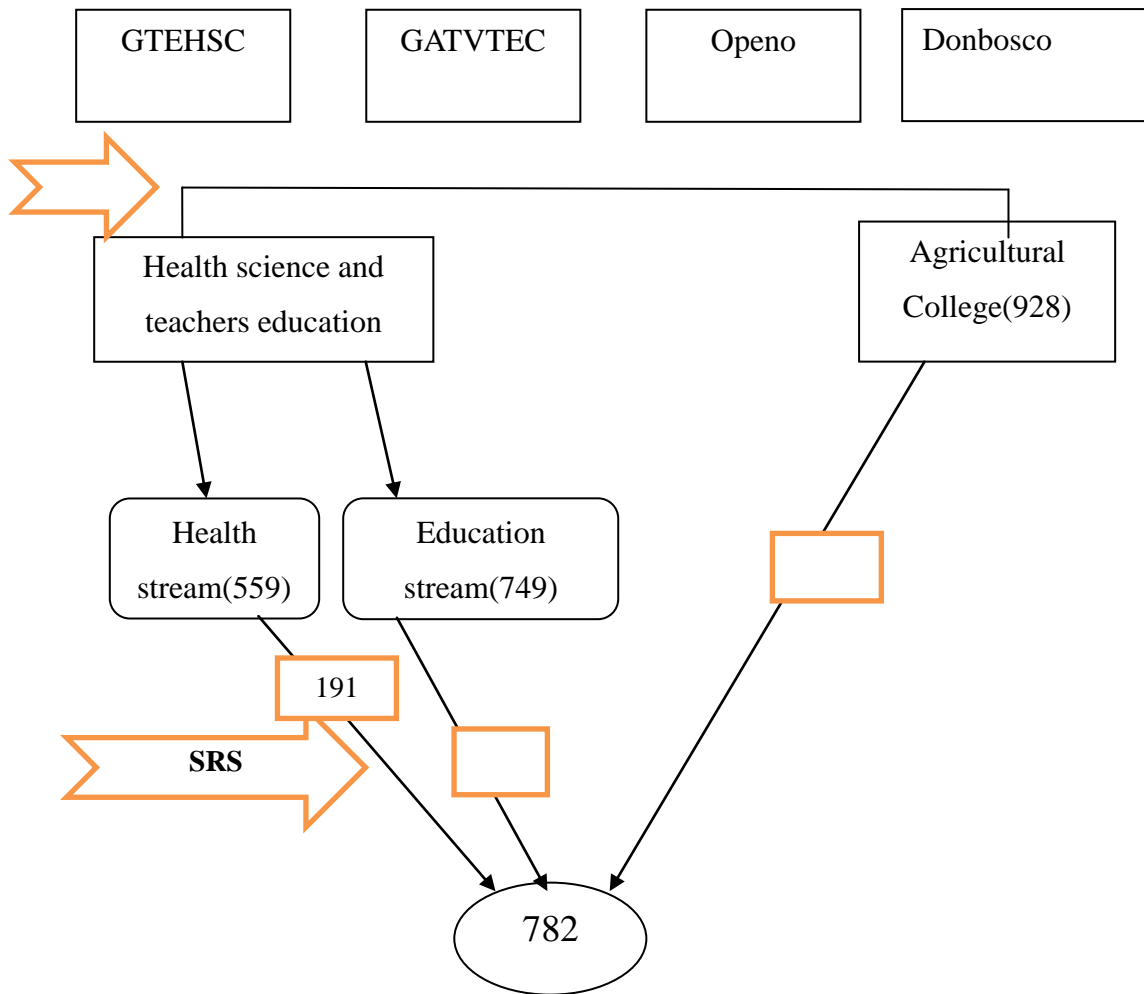 GTEHSC
GATVTEC
Openo
Donbosco
Health science and
teachers education
Agricultural
College(928)
Health
stream(559)
Education
stream(749)
191
SRS
782